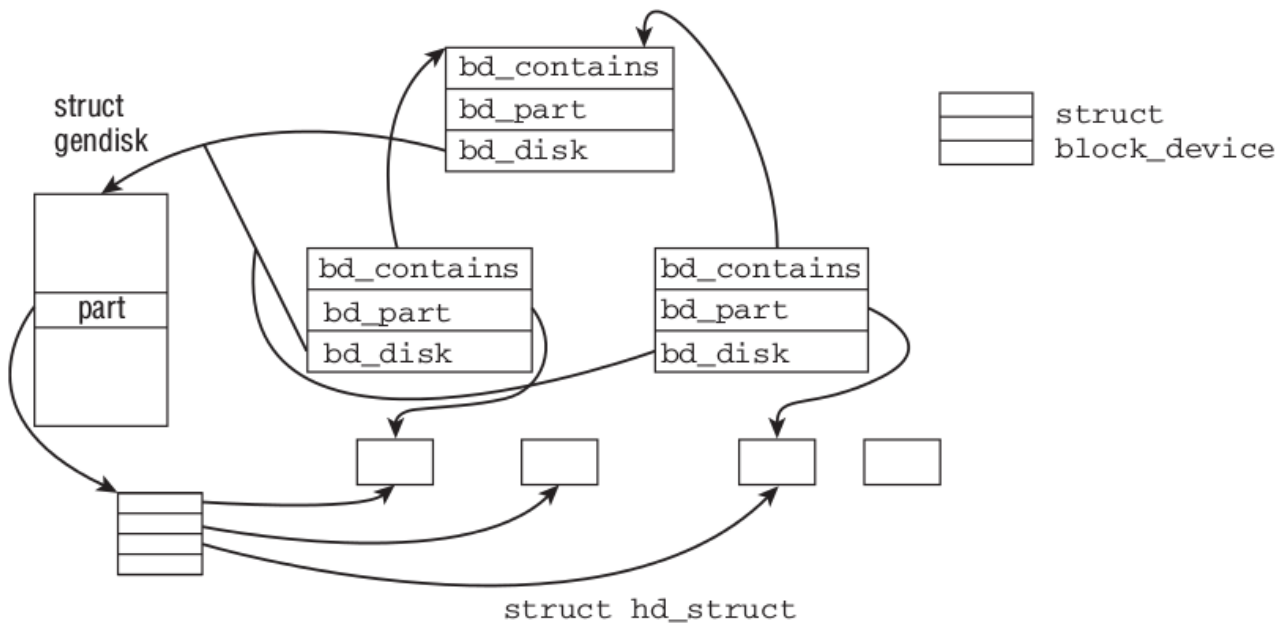 bd_contains
bd_part
bd_disk
struct
gendisk
struct
block_device
part
bd_contains
bd_part
bd_disk
bd_contains
bd_part
bd_disk
struct hd_struct